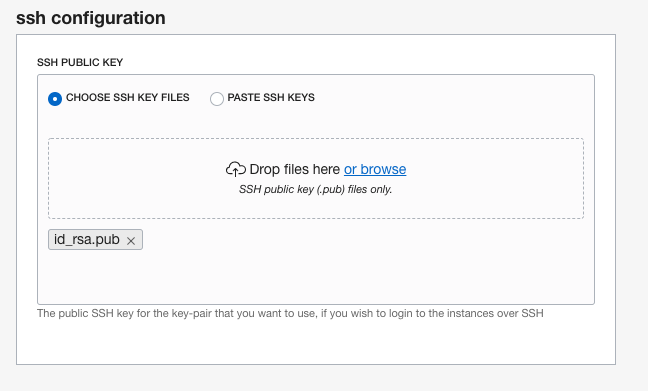 ssh configuration
SSH PUBLIC KEY
CHOOSE SSH KEY FILES PASTE SSH KEYS
Drop files here or browse
SSH public key (.pub) files only.
id_rsa.pub ×
The public SSH key for the key-pair that you want to use, if you wish to login to the instances over SSH